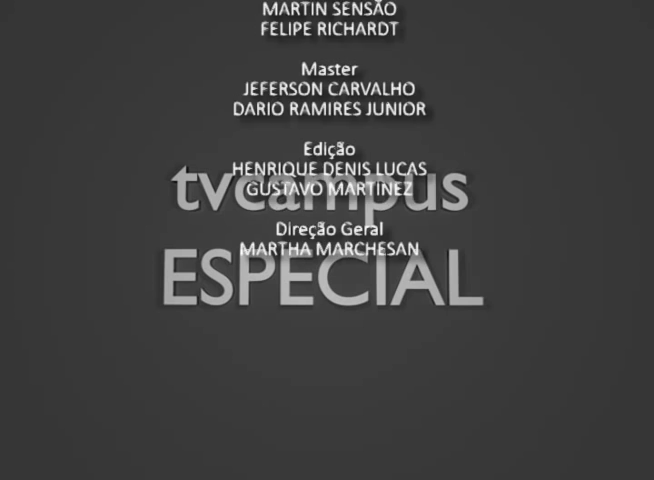 MARTIN SENSÃO
FELIPE RICHARDT
Master
JEFERSON CARVALHO
DARIO RAMIRES JUNIOR
Edição
HENRIQUE DENIS LUCAS
GUSTAVO MARTINEZ
Direção Geral
MARTHA MARCHESAN
tvcampus
ESPECIAL